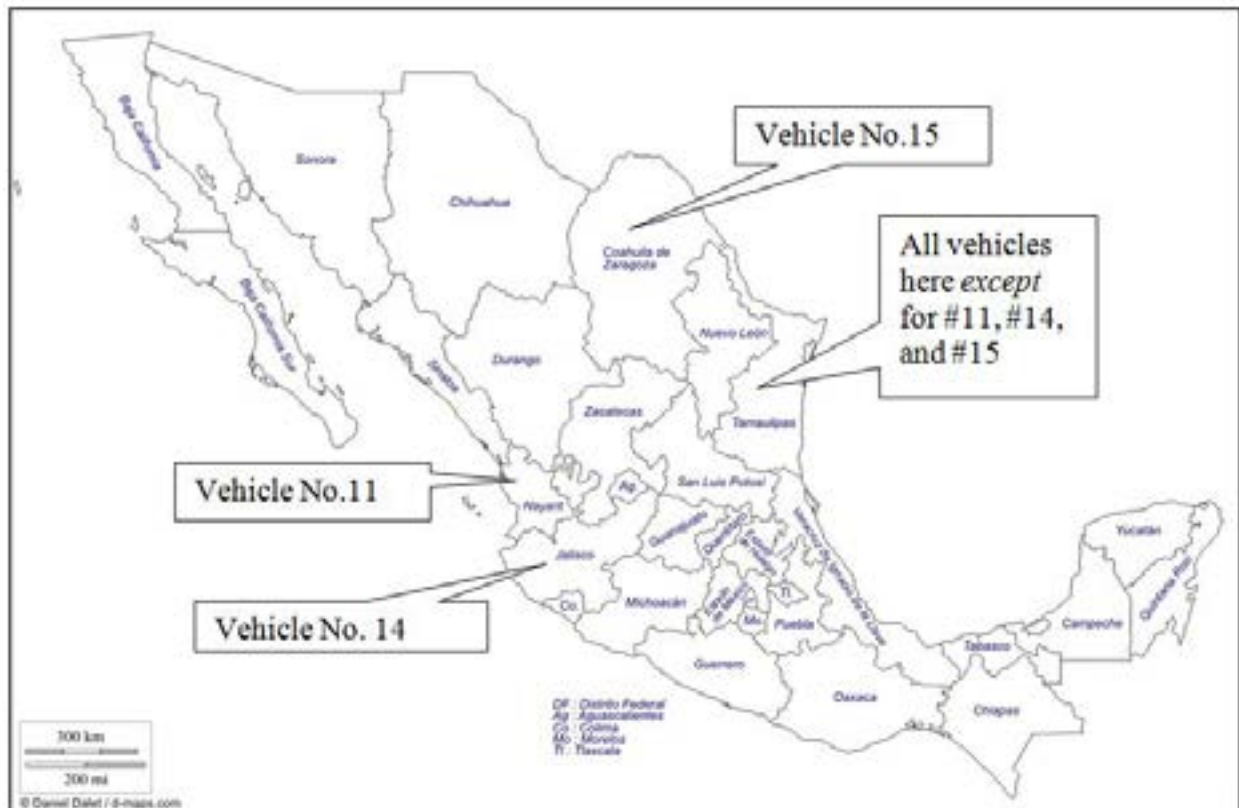 Vehicle No.15
All vehicles
here except
for #11, #14,
and #15
Vehicle No.11
Vehicle No. 14
Baja California
Sonora
Chihuahua
Coahuila de
Zaragoza
Baja California Sur
Nuevo León
Durango
Sinaloa
Zacatecas
Tamaulipas
San Luis Potosí
Ag
Nayarit
Jalisco
Guanajuato
Querétaro
Veracruz de Ignacio de la Llave
Yucatán
Quintana Roo
Campeche
Co.
Michoacán
Mo
Tl.
Puebla
Tabasco
Guerrero
Oaxaca
Chiapas
DF : Distrito Federal
Ag : Aguascalientes
Co : Colima
Mo : Morelos
Tl : Tlaxcala
300 km
200 mi
© Daniel Dalet / d-maps.com